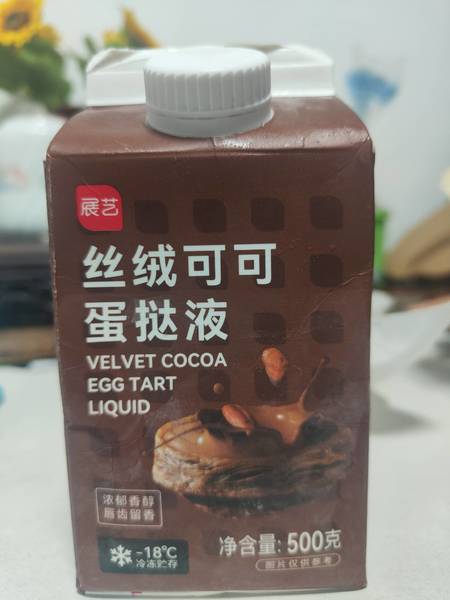 展艺
丝绒可可
蛋挞液
VELVET COCOA
EGG TART
LIQUID
浓郁香醇
唇齿留香
-18℃
冷冻贮存
净含量: 500克
图片仅供参考